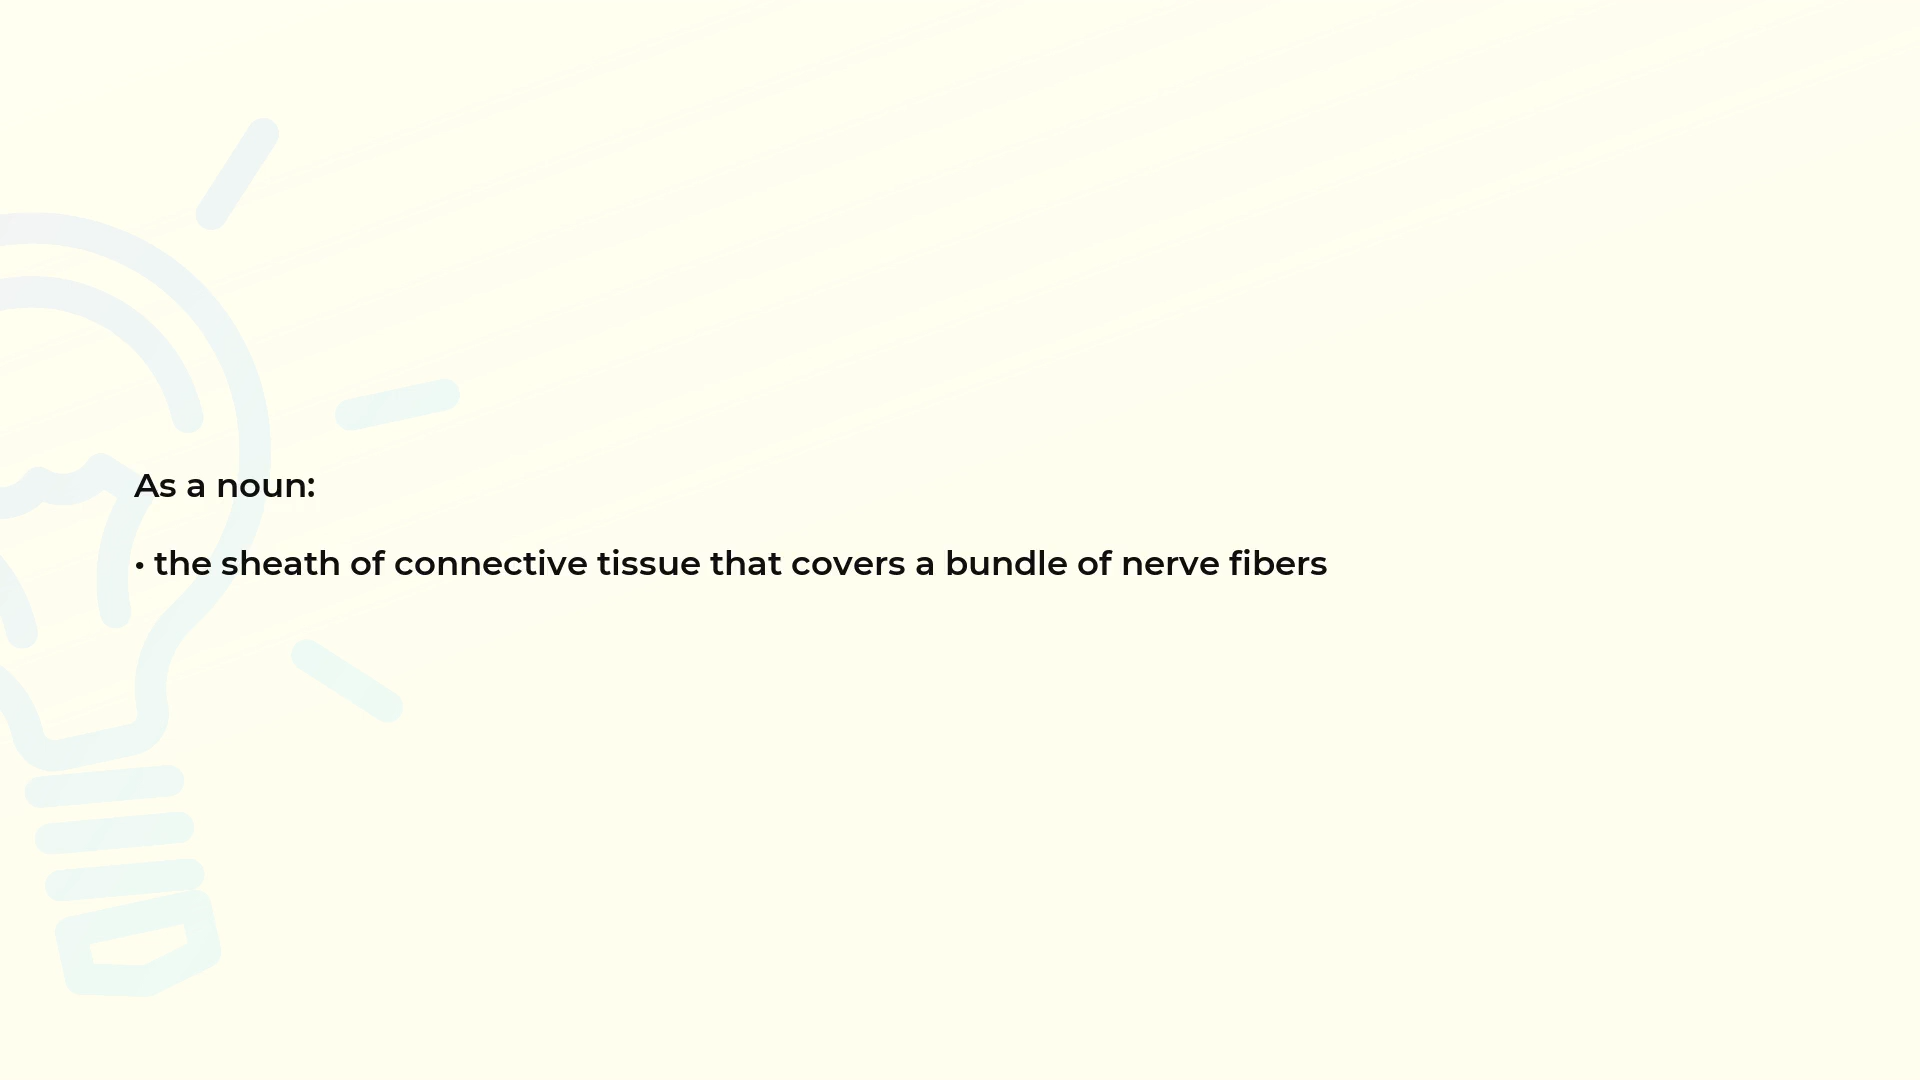 As a noun:
• the sheath of connective tissue that covers a bundle of nerve fibers